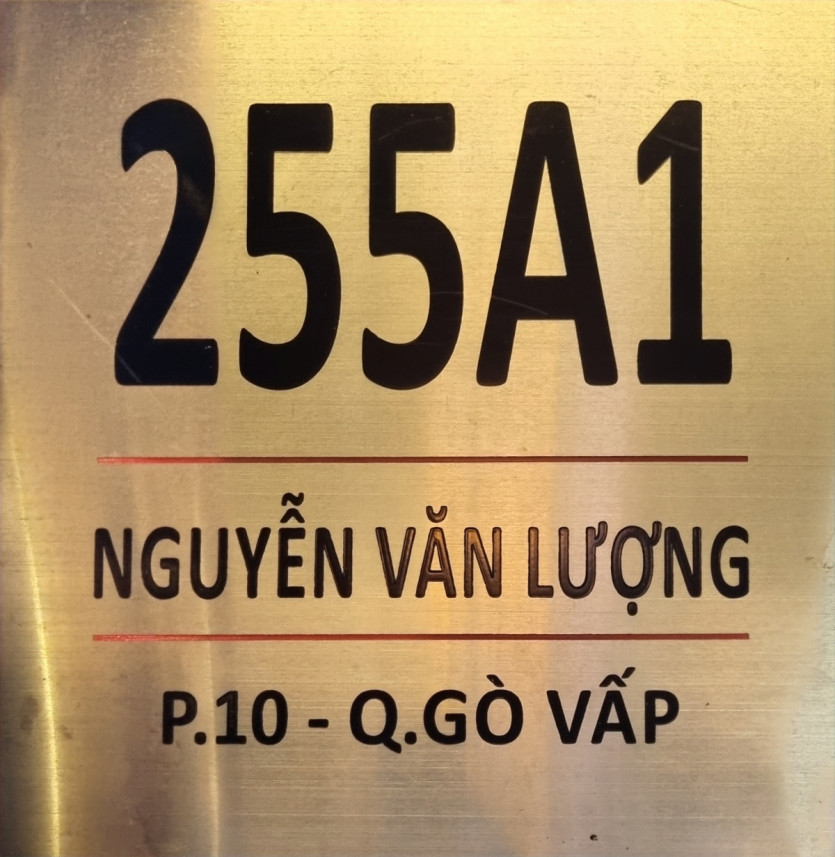 255A1
NGUYỄN VĂN LƯỢNG
P.10 - Q.GÒ VẤP